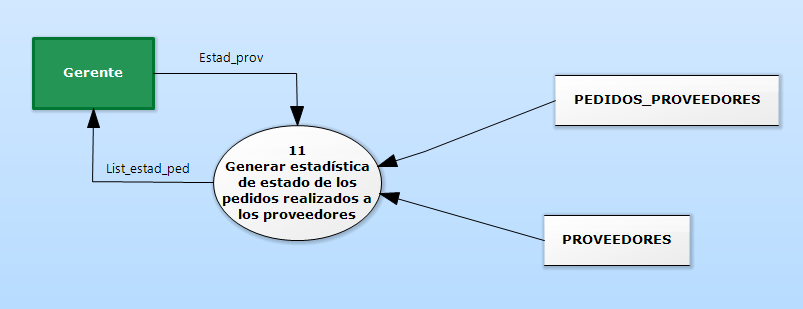 Gerente
Estad_prov
List_estad_ped
11
Generar estadística
de estado de los
pedidos realizados a
los proveedores
PEDIDOS_PROVEEDORES
PROVEEDORES